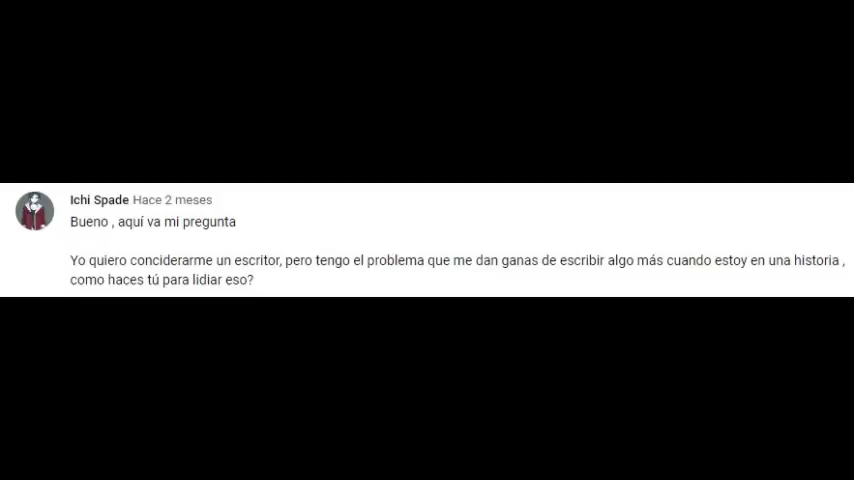 Ichi Spade Hace 2 meses
Bueno , aquí va mi pregunta
Yo quiero conciderarme un escritor, pero tengo el problema que me dan ganas de escribir algo más cuando estoy en una historia ,
como haces tú para lidiar eso?